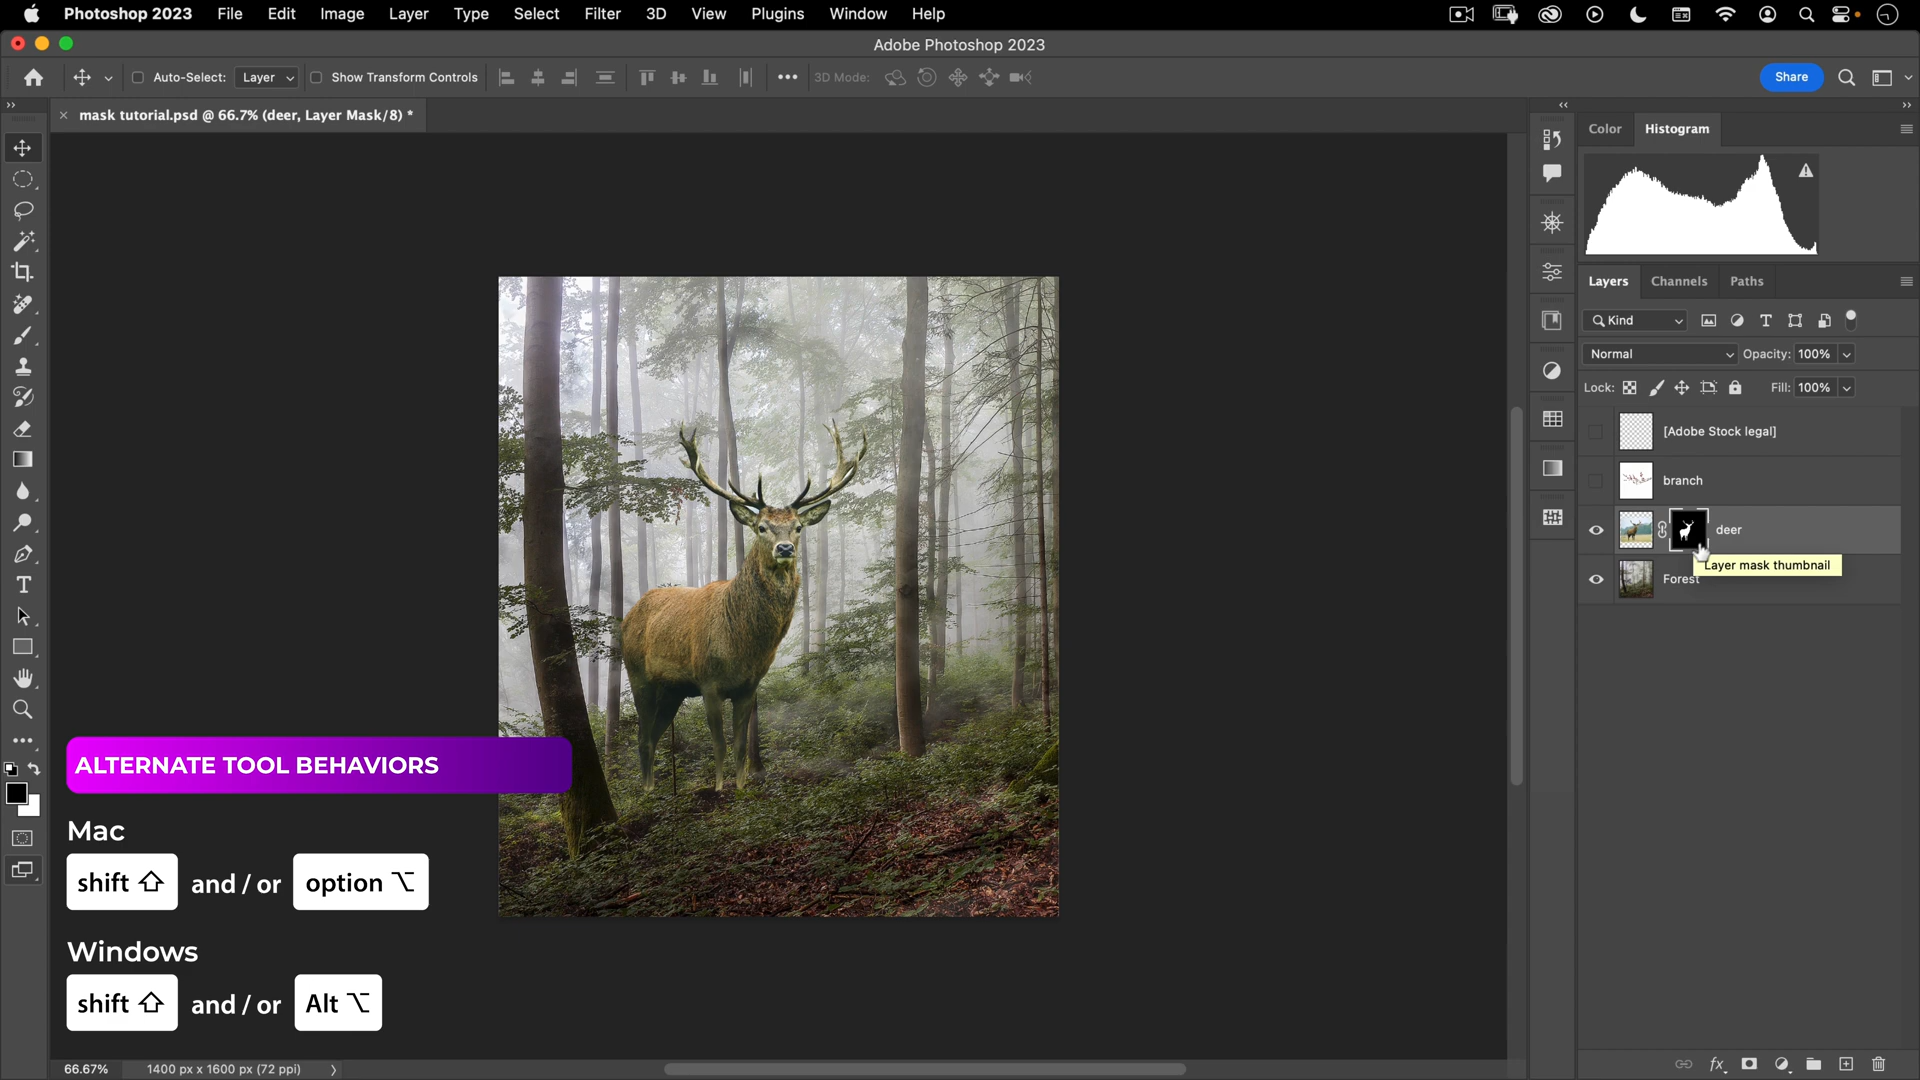 Photoshop 2023 File Edit Image Layer Type Select Filter 3D View Plugins Window Help
Adobe Photoshop 2023
Auto-Select: Layer Show Transform Controls 3D Mode: Share
mask tutorial.psd @ 66.7% (deer, Layer Mask/8) *
Color Histogram
Layers Channels Paths
Kind
Normal Opacity: 100%
Lock: Fill: 100%
[Adobe Stock legal]
branch
deer
Layer mask thumbnail
Forest
ALTERNATE TOOL BEHAVIORS
Mac
shift and / or option
Windows
shift and / or Alt
66.67% 1400 px x 1600 px (72 ppi)